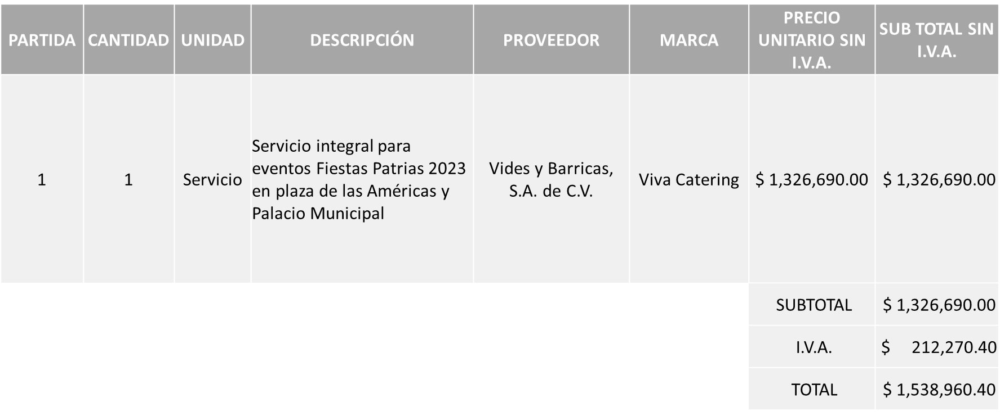 PARTIDA CANTIDAD UNIDAD DESCRIPCIÓN PROVEEDOR MARCA PRECIO UNITARIO SIN I.V.A. SUB TOTAL SIN I.V.A.
1 1 Servicio
Servicio integral para
eventos Fiestas Patrias 2023
en plaza de las Américas y
Palacio Municipal
Vides y Barricas,
S.A. de C.V.
Viva Catering $ 1,326,690.00 $ 1,326,690.00
SUBTOTAL $ 1,326,690.00
I.V.A. $ 212,270.40
TOTAL $ 1,538,960.40